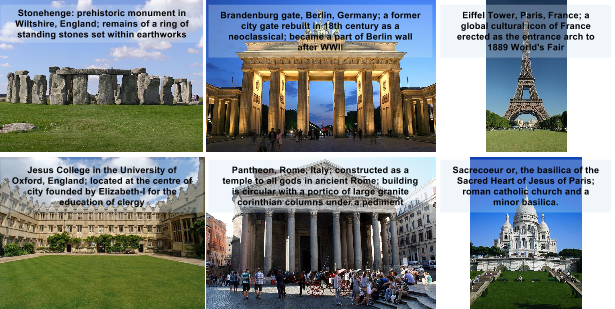 Stonehenge: prehistoric monument in
Wiltshire, England; remains of a ring of
standing stones set within earthworks
Brandenburg gate, Berlin, Germany; a former
city gate rebuilt in 18th century as a
neoclassical; became a part of Berlin wall
after WWII
Eiffel Tower, Paris, France; a
global cultural icon of France
erected as the entrance arch to
1889 World's Fair
Jesus College in the University of
Oxford, England; located at the centre of
city founded by Elizabeth-I for the
education of clergy
Pantheon, Rome, Italy; constructed as a
temple to all gods in ancient Rome; building
is circular with a portico of large granite
corinthian columns under a pediment
Sacrecoeur or, the basilica of the
Sacred Heart of Jesus of Paris;
roman catholic church and a
minor basilica.